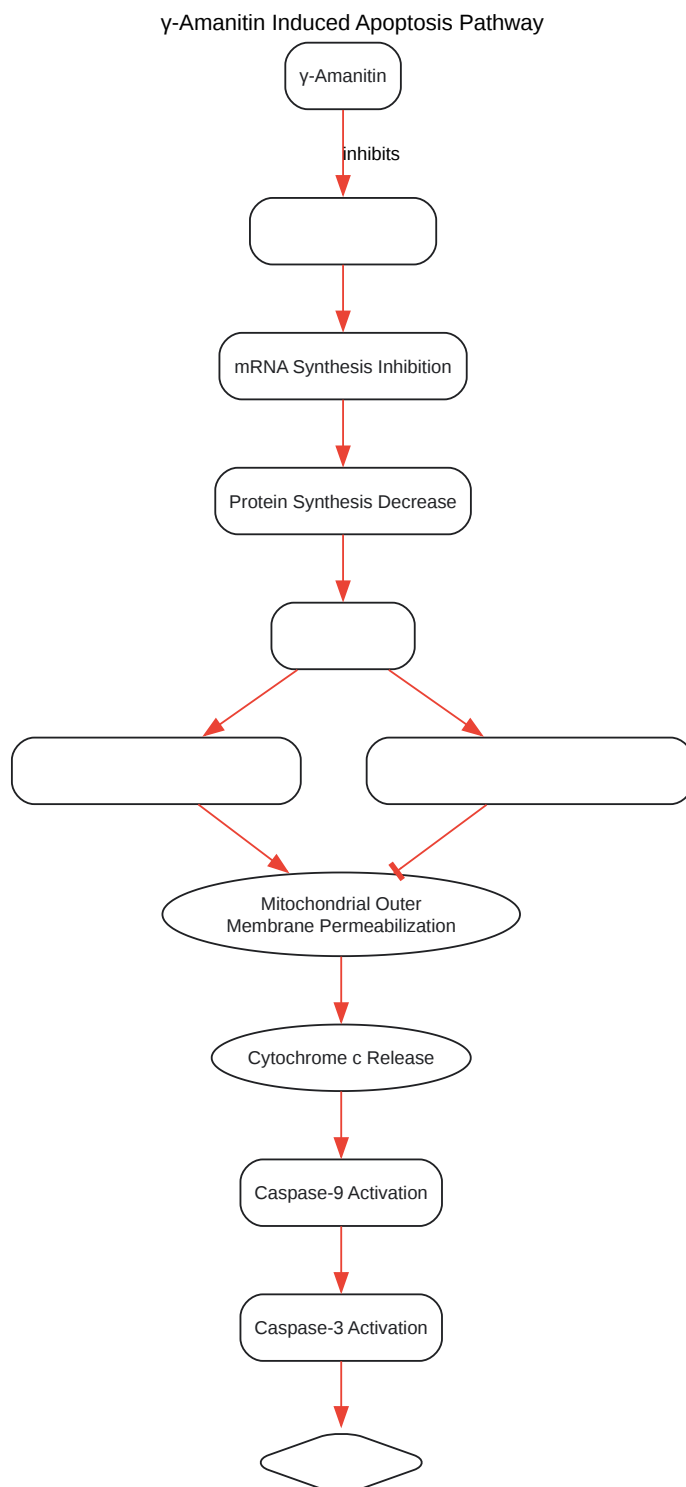 γ-Amanitin Induced Apoptosis Pathway
γ-Amanitin
inhibits
mRNA Synthesis Inhibition
Protein Synthesis Decrease
Mitochondrial Outer
Membrane Permeabilization
Cytochrome c Release
Caspase-9 Activation
Caspase-3 Activation